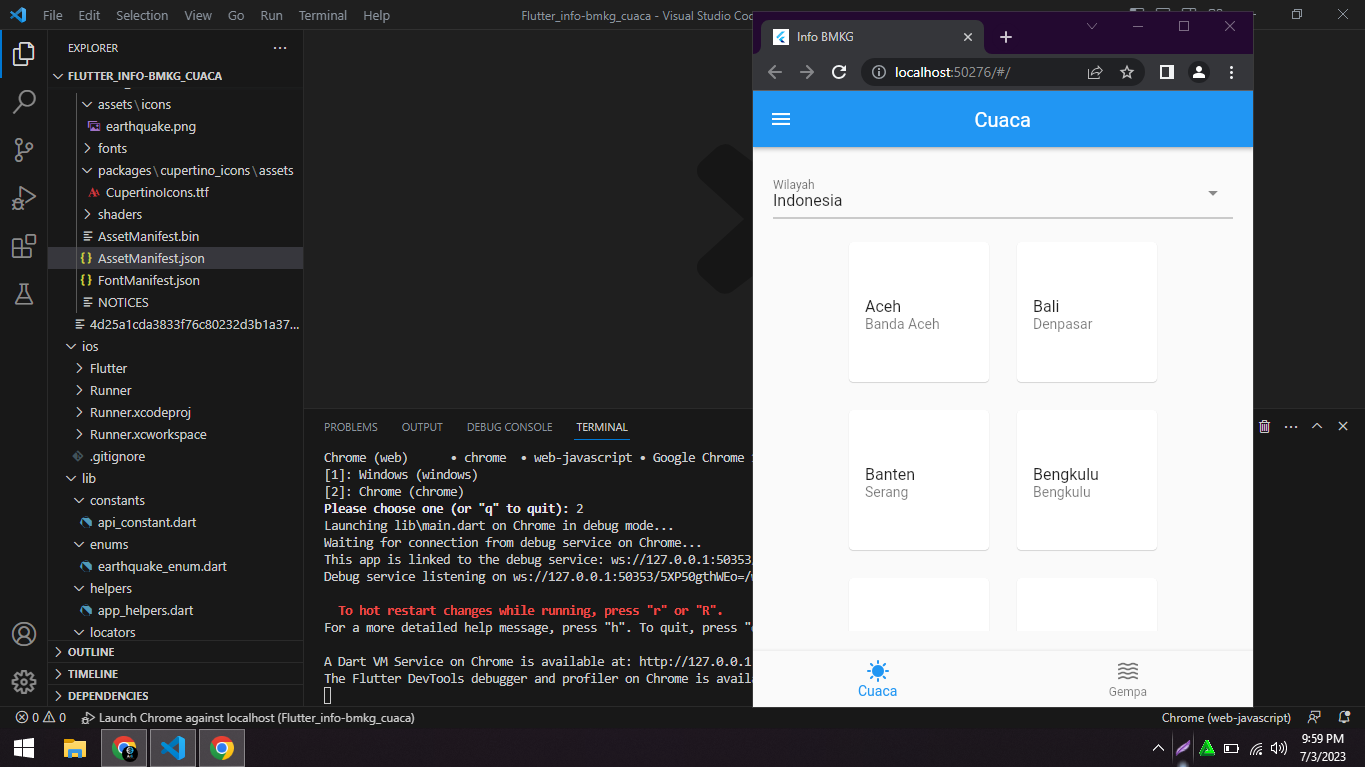 File Edit Selection View Go Run Terminal Help
Flutter_info-bmkg_cuaca - Visual Studio Cod
EXPLORER
FLUTTER_INFO-BMKG_CUACA
assets\icons
earthquake.png
fonts
packages\cupertino_icons\assets
CupertinoIcons.ttf
shaders
AssetManifest.bin
AssetManifest.json
FontManifest.json
NOTICES
4d25a1cda3833f76c80232d3b1a37...
ios
Flutter
Runner
Runner.xcodeproj
Runner.xcworkspace
.gitignore
lib
constants
api_constant.dart
enums
earthquake_enum.dart
helpers
app_helpers.dart
locators
OUTLINE
TIMELINE
DEPENDENCIES
PROBLEMS OUTPUT DEBUG CONSOLE TERMINAL
Chrome (web) • chrome • web-javascript • Google Chrome
[1]: Windows (windows)
[2]: Chrome (chrome)
Please choose one (or "q" to quit): 2
Launching lib\main.dart on Chrome in debug mode...
Waiting for connection from debug service on Chrome...
This app is linked to the debug service: ws://127.0.0.1:50353/
Debug service listening on ws://127.0.0.1:50353/5XP50gthWEo=/
To hot restart changes while running, press "r" or "R".
For a more detailed help message, press "h". To quit, press "
A Dart VM Service on Chrome is available at: http://127.0.0.1
The Flutter DevTools debugger and profiler on Chrome is avail
Info BMKG
localhost:50276/#/
Cuaca
Wilayah
Indonesia
Aceh
Banda Aceh
Bali
Denpasar
Banten
Serang
Bengkulu
Bengkulu
Cuaca
Gempa
0 0 Launch Chrome against localhost (Flutter_info-bmkg_cuaca)
Chrome (web-javascript)
9:59 PM
7/3/2023